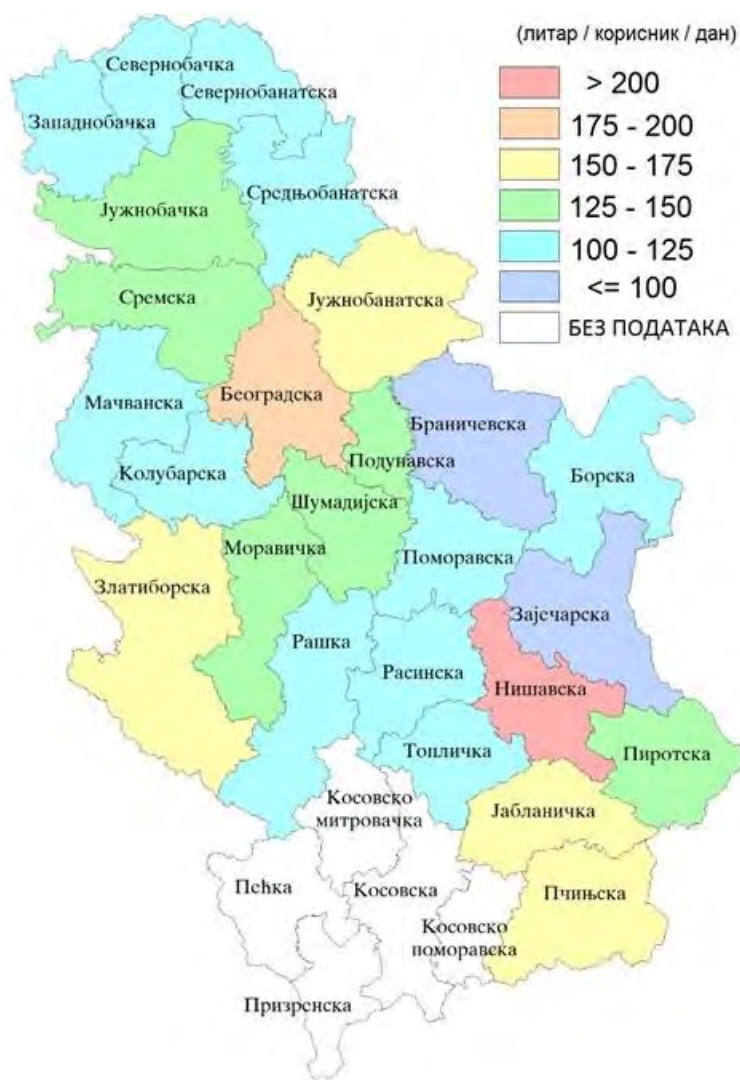 (литар / корисник / дан)
> 200
175 - 200
150 - 175
125 - 150
100 - 125
<= 100
БЕЗ ПОДАТАКА
Севернобачка
Севернобанатска
Западнобачка
Јужнобачка
Средњобанатска
Сремска
Јужнобанатска
Београдска
Мачванска
Браничевска
Подунавска
Колубарска
Борска
Шумадијска
Моравичка
Поморавска
Златиборска
Зајечарска
Рашка
Расинска
Нишавска
Топличка
Пиротска
Косовско
митровачка
Јабланичка
Пећка
Косовска
Пчињска
Косовско
поморавска
Призренска